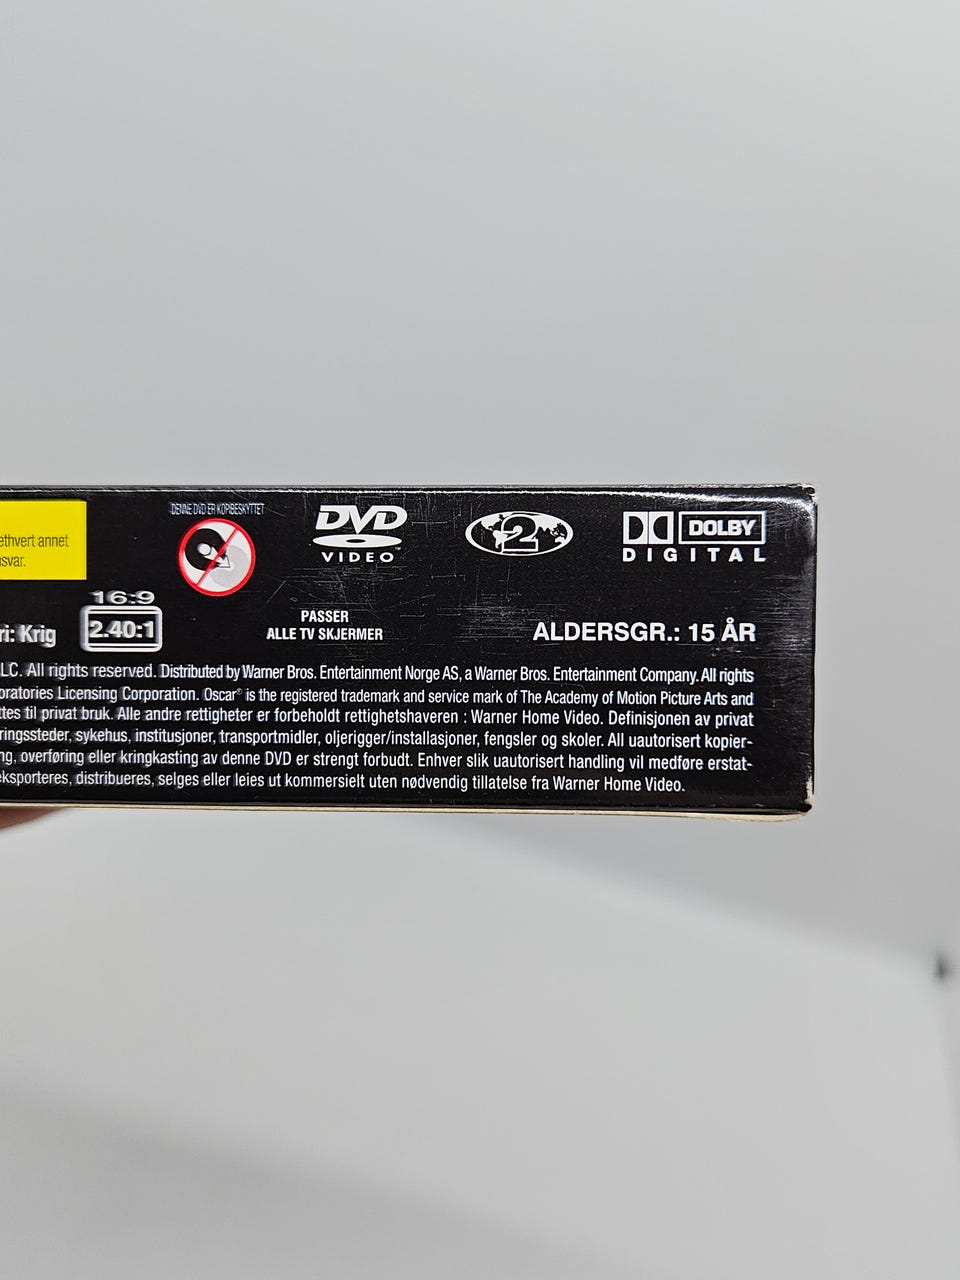 DENNE DVD ER KOPIBESKYTTET
DVD
VIDEO™
2
DOLBY
DIGITAL
ethvert annet
svar.
16:9
2.40:1
ri: Krig
PASSER
ALLE TV SKJERMER
ALDERSGR.: 15 ÅR
LC. All rights reserved. Distributed by Warner Bros. Entertainment Norge AS, a Warner Bros. Entertainment Company. All rights
oratories Licensing Corporation. Oscar® is the registered trademark and service mark of The Academy of Motion Picture Arts and
ttes til privat bruk. Alle andre rettigheter er forbeholdt rettighetshaveren : Warner Home Video. Definisjonen av privat
ringssteder, sykehus, institusjoner, transportmidler, oljerigger/installasjoner, fengsler og skoler. All uautorisert kopier-
ng, overføring eller kringkasting av denne DVD er strengt forbudt. Enhver slik uautorisert handling vil medføre erstat-
eksporteres, distribueres, selges eller leies ut kommersielt uten nødvendig tillatelse fra Warner Home Video.